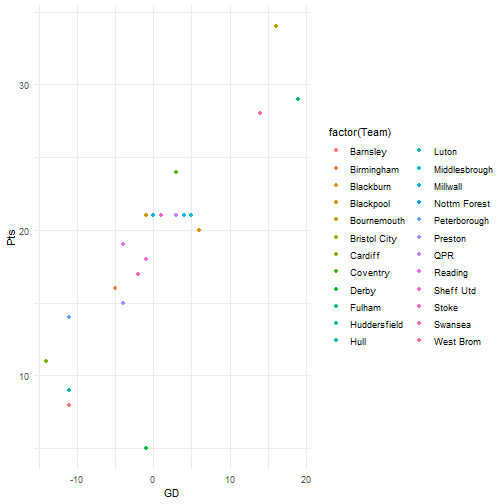 30
20
10
Pts
-10 0 10 20
GD
factor(Team)
Barnsley Luton
Birmingham Middlesbrough
Blackburn Millwall
Blackpool Nottm Forest
Bournemouth Peterborough
Bristol City Preston
Cardiff QPR
Coventry Reading
Derby Sheff Utd
Fulham Stoke
Huddersfield Swansea
Hull West Brom